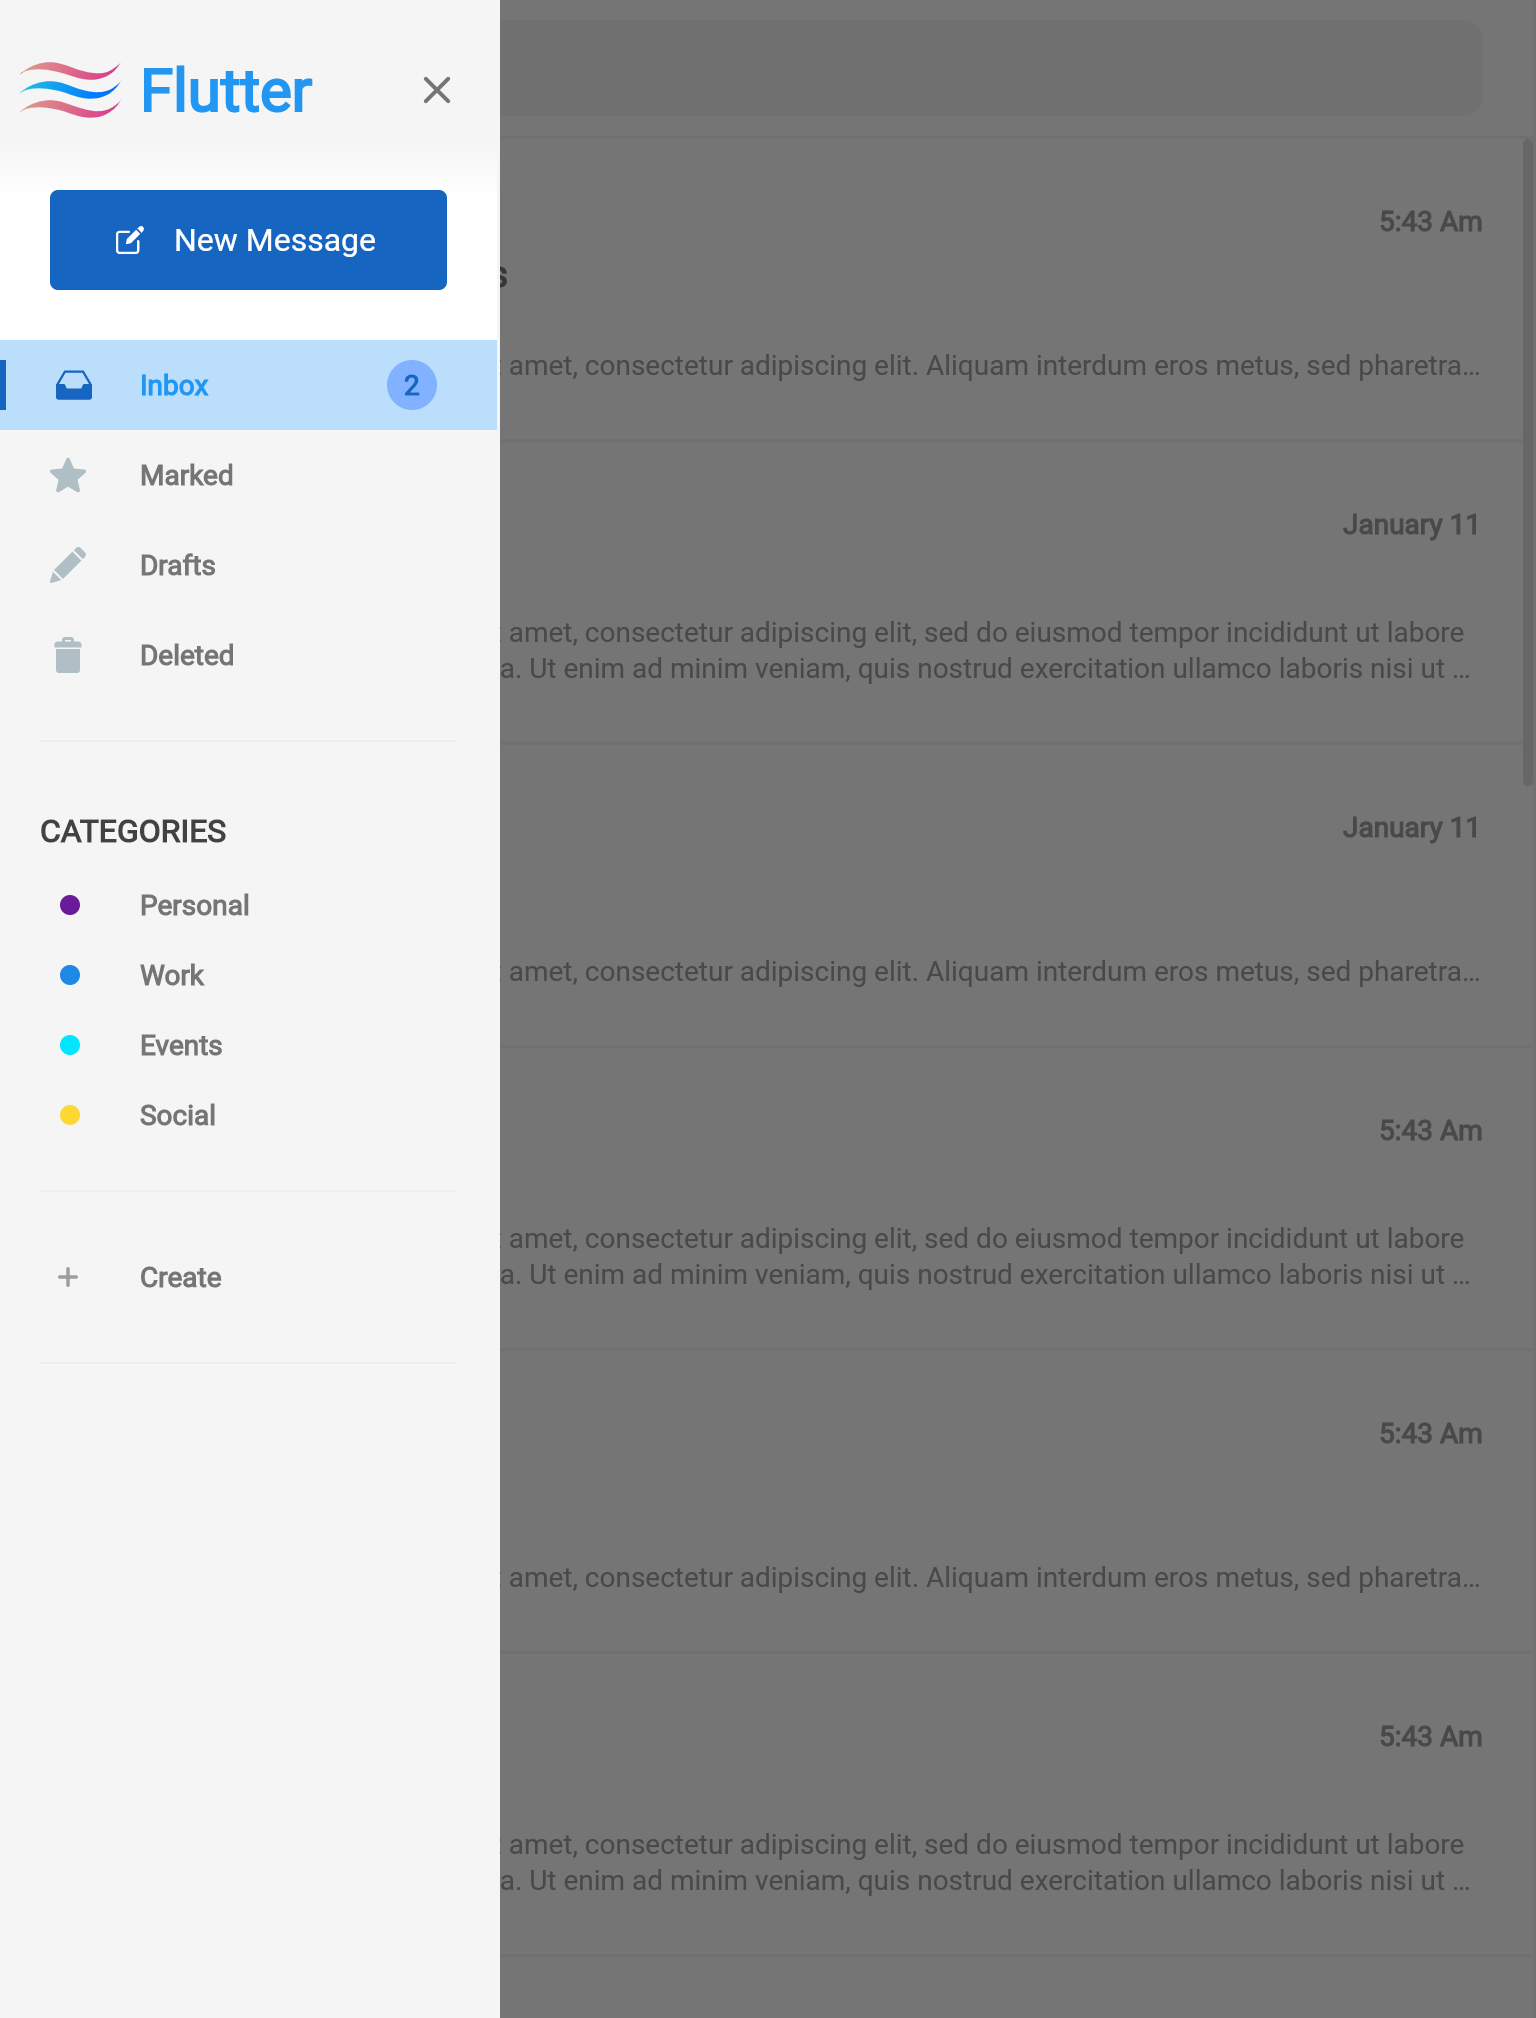 Flutter
New Message
Inbox 2
Marked
Drafts
Deleted
CATEGORIES
Personal
Work
Events
Social
Create
5:43 Am
s
amet, consectetur adipiscing elit. Aliquam interdum eros metus, sed pharetra...
January 11
amet, consectetur adipiscing elit, sed do eiusmod tempor incididunt ut labore
a. Ut enim ad minim veniam, quis nostrud exercitation ullamco laboris nisi ut ...
January 11
amet, consectetur adipiscing elit. Aliquam interdum eros metus, sed pharetra...
5:43 Am
amet, consectetur adipiscing elit, sed do eiusmod tempor incididunt ut labore
a. Ut enim ad minim veniam, quis nostrud exercitation ullamco laboris nisi ut ...
5:43 Am
amet, consectetur adipiscing elit. Aliquam interdum eros metus, sed pharetra...
5:43 Am
amet, consectetur adipiscing elit, sed do eiusmod tempor incididunt ut labore
a. Ut enim ad minim veniam, quis nostrud exercitation ullamco laboris nisi ut ...